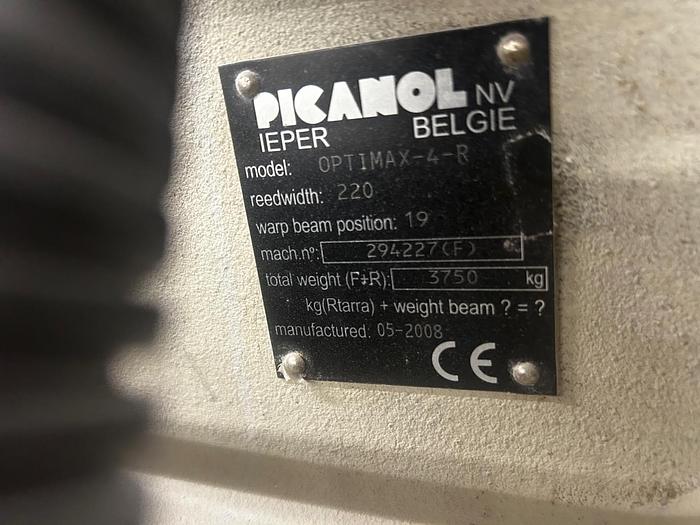 PICANOL NV
IEPER BELGIE
model: OPTIMAX-4-R
reedwidth: 220
warp beam position: 19
mach.nº: 294227(F)
total weight (F+R): 3750 kg
kg(Rtarra) + weight beam ? = ?
manufactured: 05-2008
CE